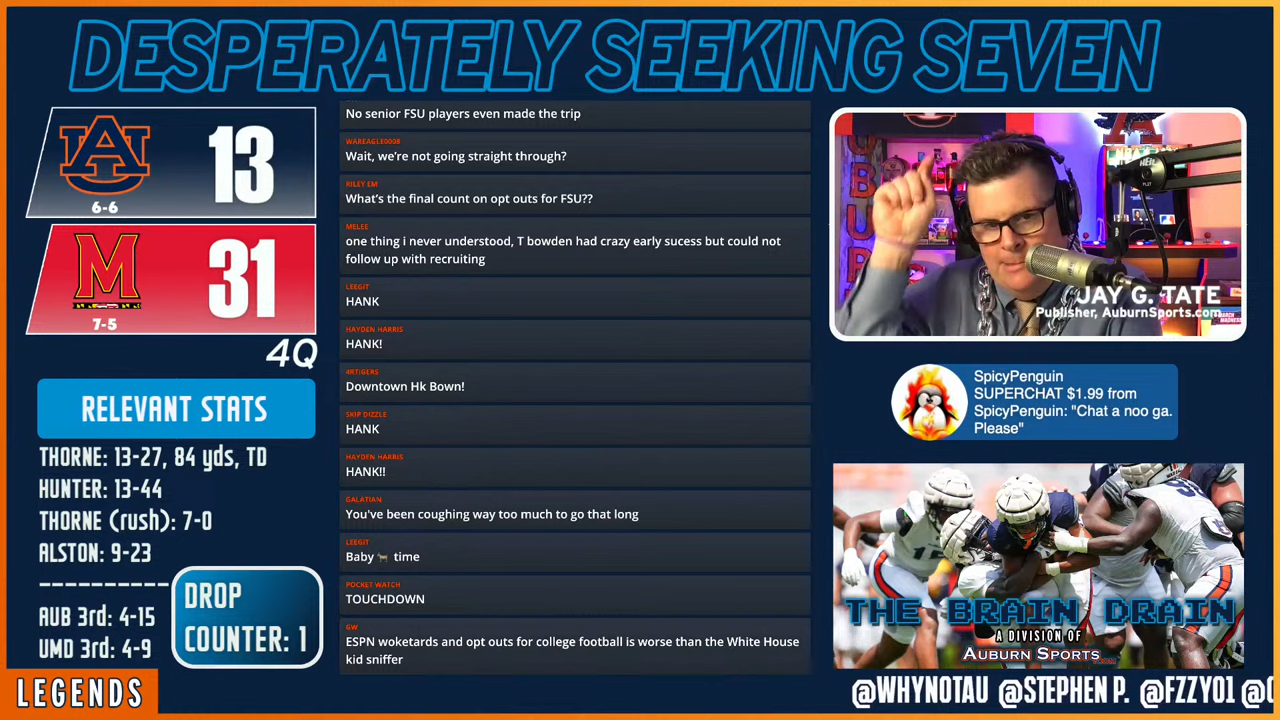 DESPERATELY SEEKING SEVEN
13
6-6
M
31
7-5
4Q
RELEVANT STATS
THORNE: 13-27, 84 yds, TD
HUNTER: 13-44
THORNE (rush): 7-0
ALSTON: 9-23
AUB 3rd: 4-15
UMD 3rd: 4-9
DROP
COUNTER: 1
No senior FSU players even made the trip
WAREAGLE0008
Wait, we're not going straight through?
RILEY EM
What's the final count on opt outs for FSU??
MELEE
one thing i never understood, T bowden had crazy early sucess but could not
follow up with recruiting
LEEGIT
HANK
HAYDEN HARRIS
HANK!
4RTIGERS
Downtown Hk Bown!
SKIP DIZZLE
HANK
HAYDEN HARRIS
HANK!!
GALATIAN
You've been coughing way too much to go that long
LEEGIT
Baby 🐐 time
POCKET WATCH
TOUCHDOWN
GW
ESPN woketards and opt outs for college football is worse than the White House
kid sniffer
JAY G. TATE
Publisher, AuburnSports.com
SpicyPenguin
SUPERCHAT $1.99 from
SpicyPenguin: "Chat a noo ga.
Please"
THE BRAIN DRAIN
A DIVISION OF
AUBURN SPORTS
LEGENDS
@WHYNOTAU @STEPHEN P. @FZZY01